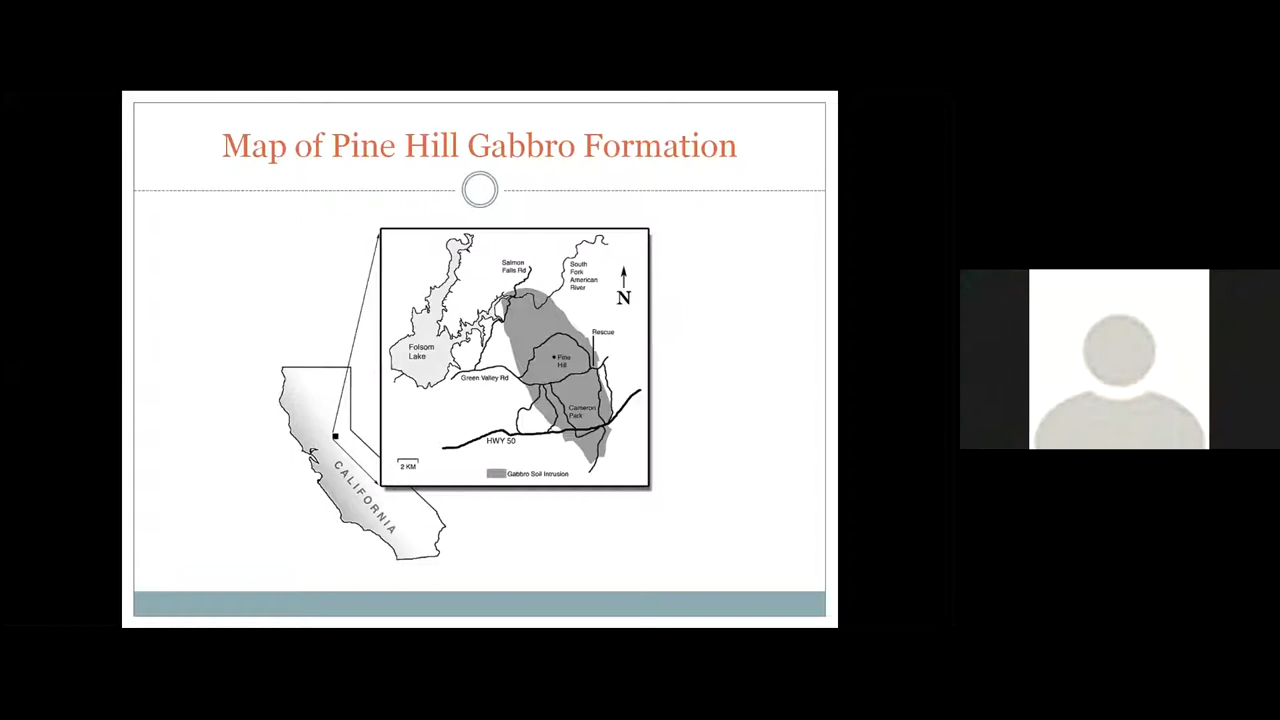 Map of Pine Hill Gabbro Formation
Salmon
Falls Rd
South
Fork
American
River
N
Rescue
Folsom
Lake
Pine
Hill
Green Valley Rd
Cameron
Park
HWY 50
2 KM
Gabbro Soil Intrusion
CALIFORNIA